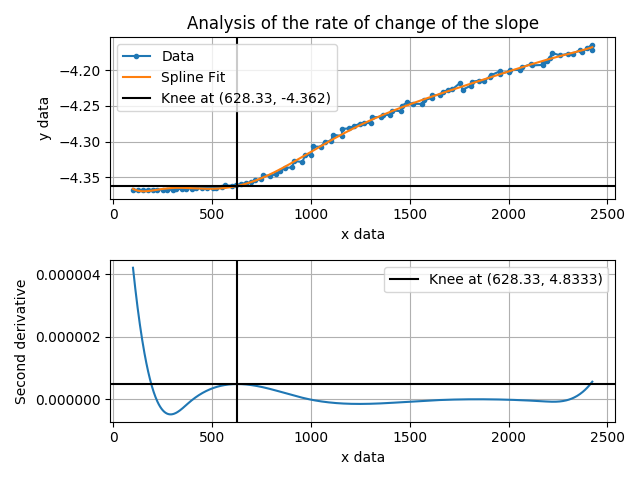 Analysis of the rate of change of the slope
Data
Spline Fit
Knee at (628.33, -4.362)
y data
−4.20
−4.25
−4.30
−4.35
0 500 1000 1500 2000 2500
x data
Knee at (628.33, 4.8333)
Second derivative
0.000004
0.000002
0.000000
0 500 1000 1500 2000 2500
x data